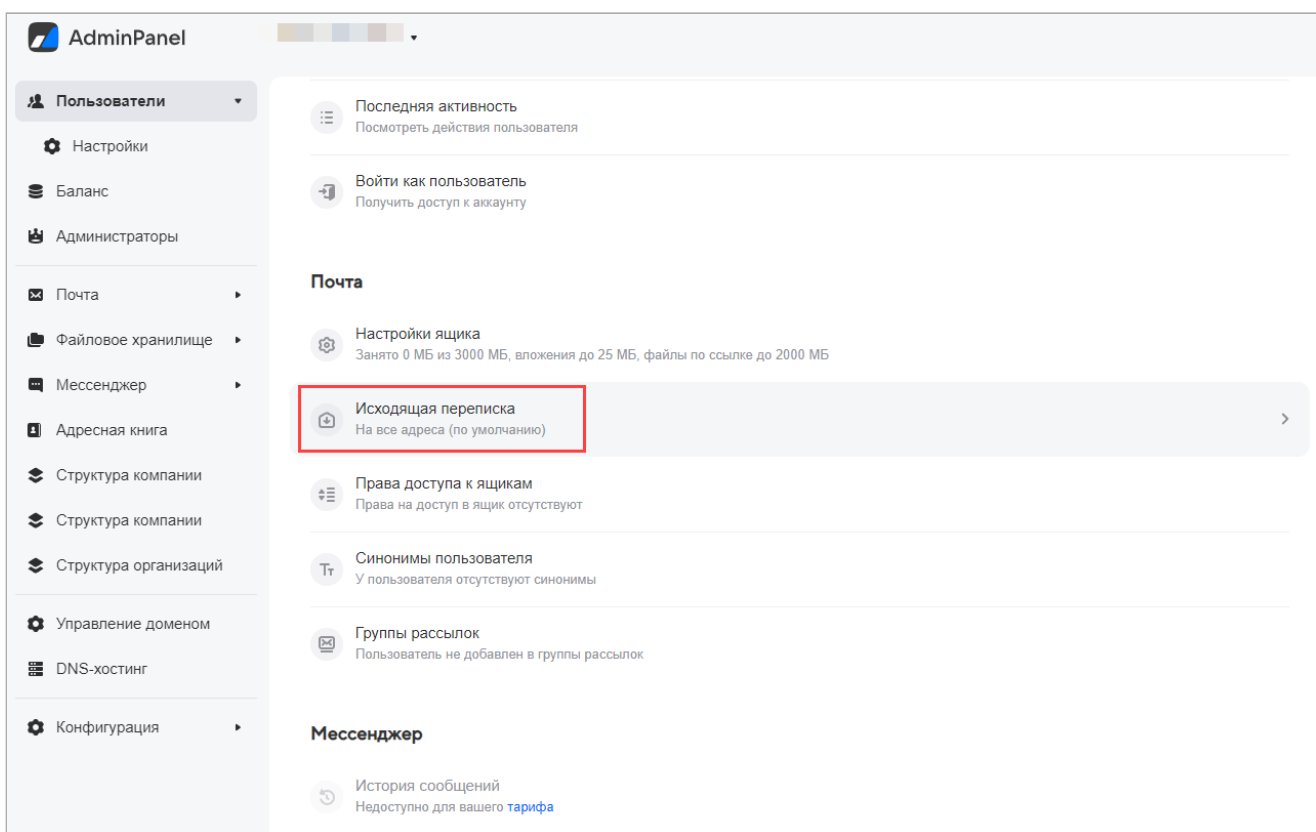 AdminPanel
Пользователи
Настройки
Баланс
Администраторы
Почта
Файловое хранилище
Мессенджер
Адресная книга
Структура компании
Структура компании
Структура организаций
Управление доменом
DNS-хостинг
Конфигурация
Последняя активность
Посмотреть действия пользователя
Войти как пользователь
Получить доступ к аккаунту
Почта
Настройки ящика
Занято 0 МБ из 3000 МБ, вложения до 25 МБ, файлы по ссылке до 2000 МБ
Исходящая переписка
На все адреса (по умолчанию)
Права доступа к ящикам
Права на доступ в ящик отсутствуют
Синонимы пользователя
У пользователя отсутствуют синонимы
Группы рассылок
Пользователь не добавлен в группы рассылок
Мессенджер
История сообщений
Недоступно для вашего тарифа